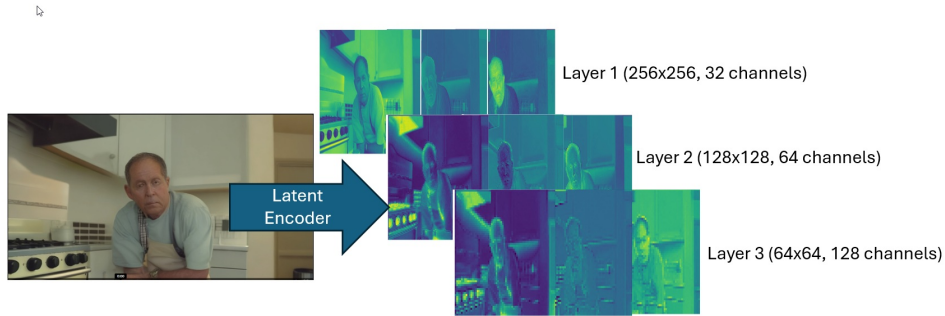 Layer 1 (256x256, 32 channels)
Layer 2 (128x128, 64 channels)
Latent
Encoder
Layer 3 (64x64, 128 channels)